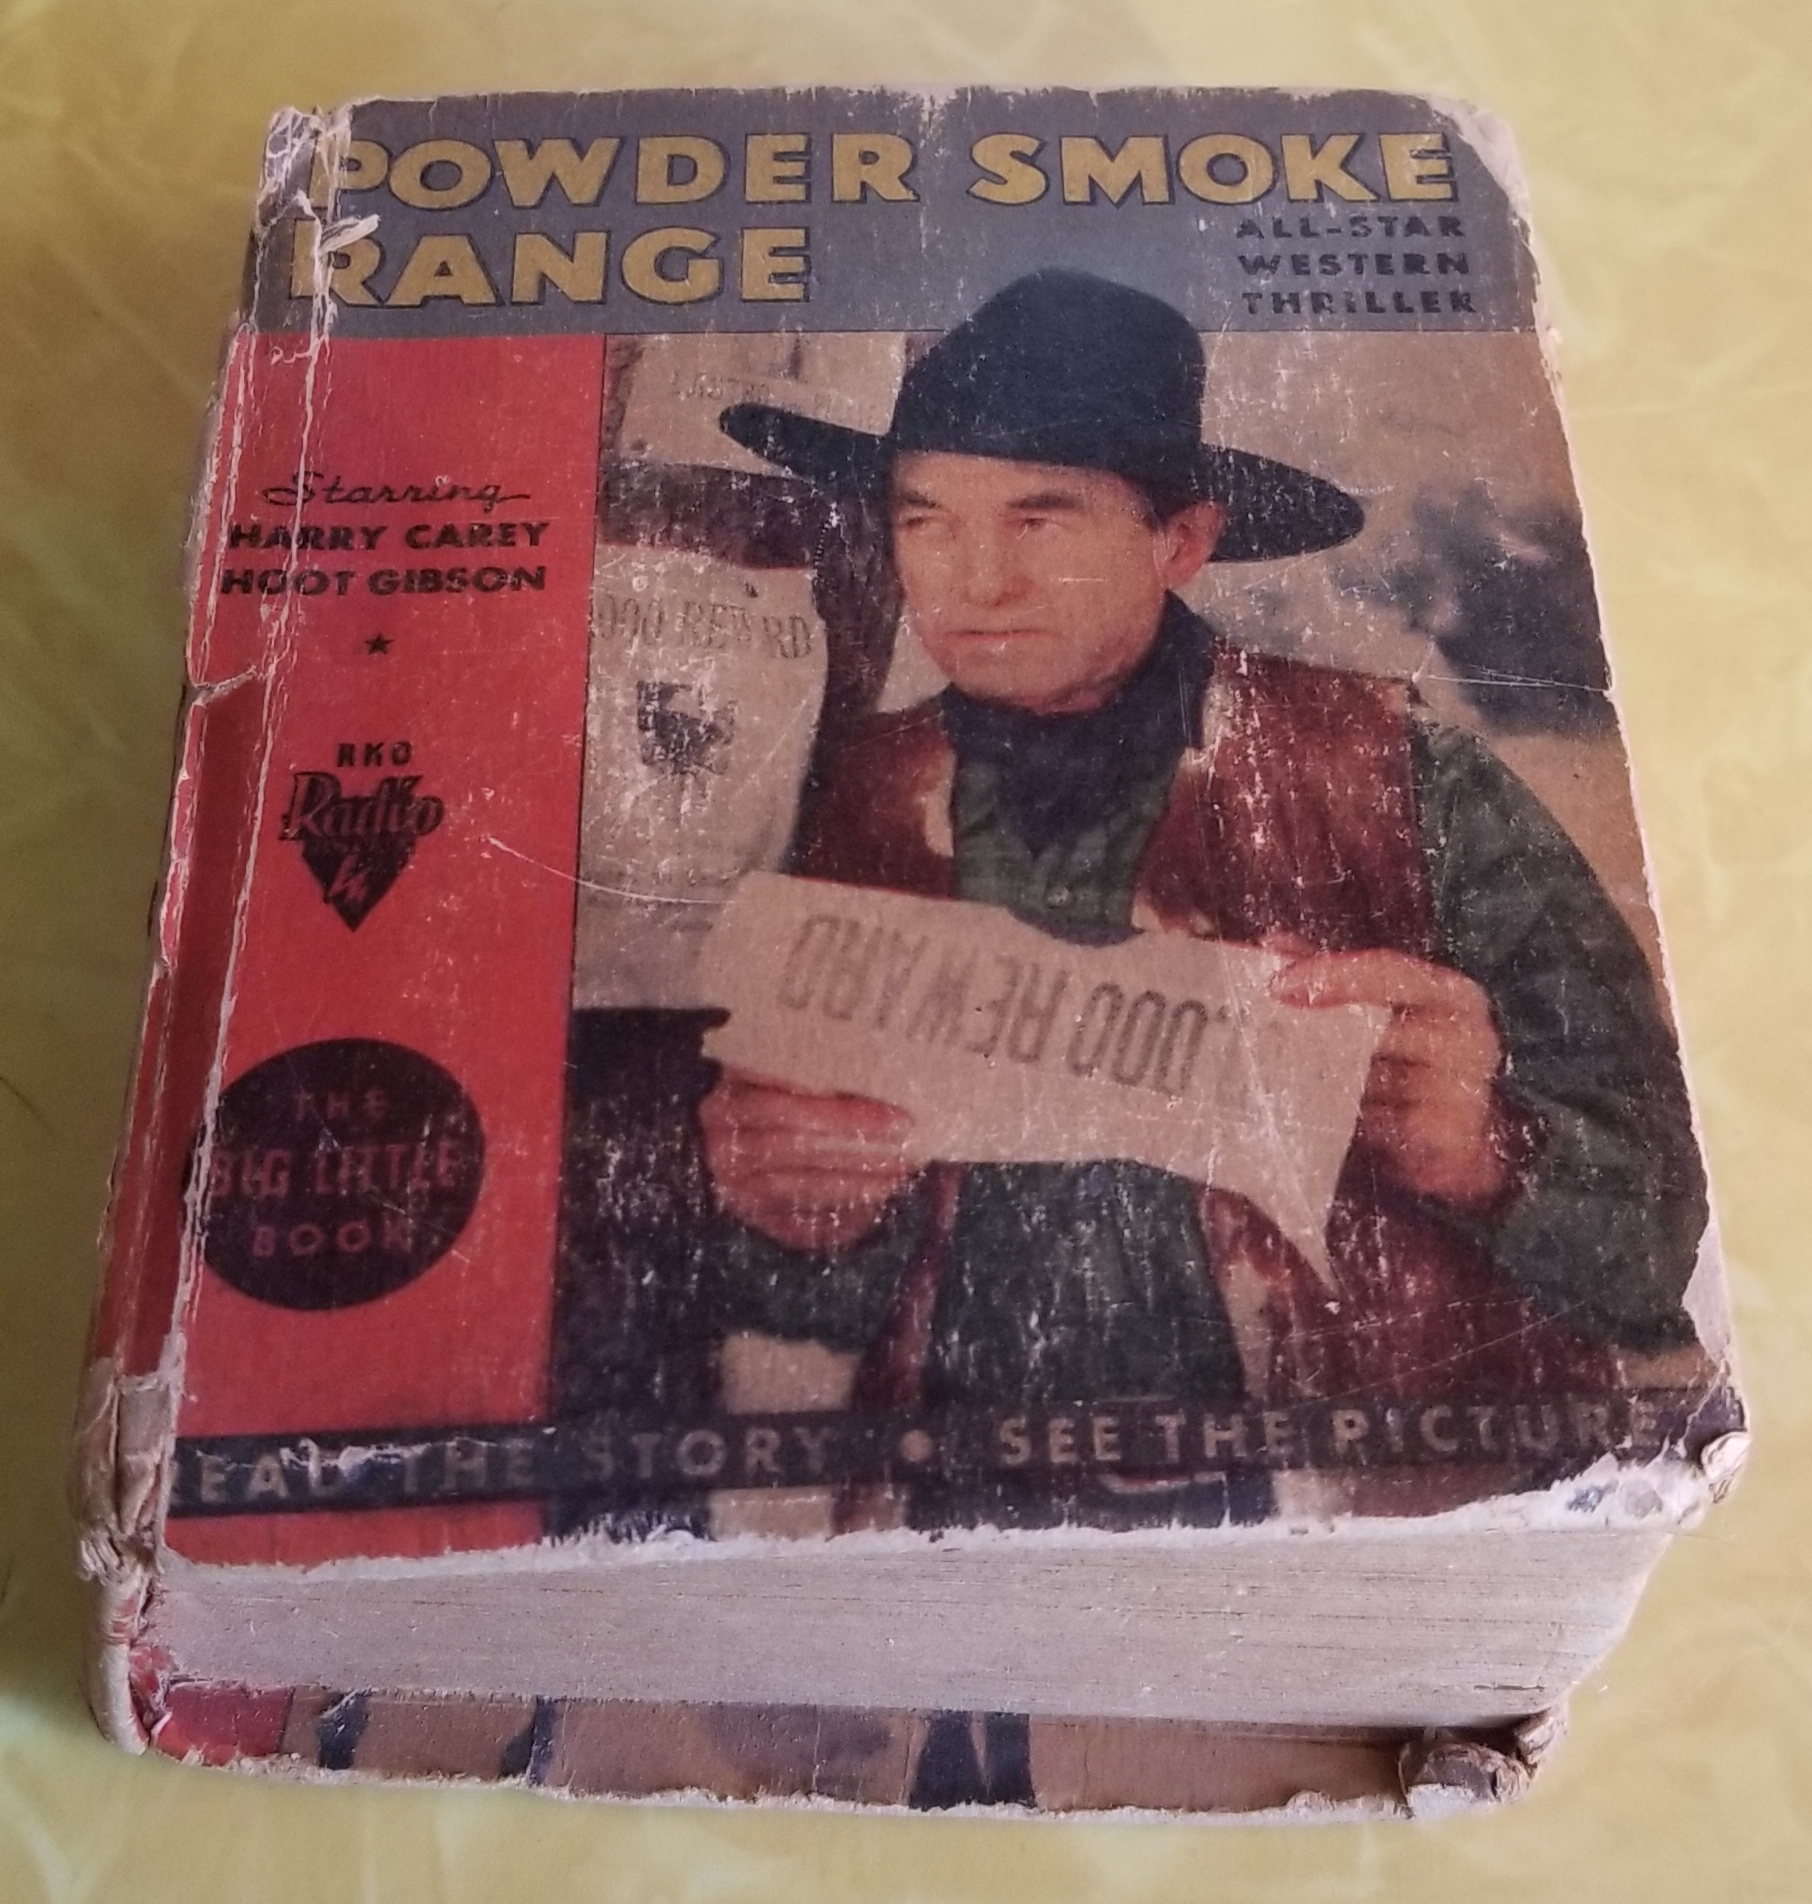 POWDER SMOKE
RANGE
ALL-STAR
WESTERN
THRILLER
Starring
HARRY CAREY
HOOT GIBSON
RKO
Radio
000 REWARD
,000 REWARD
THE
BIG LITTLE
BOOK
READ THE STORY • SEE THE PICTURE